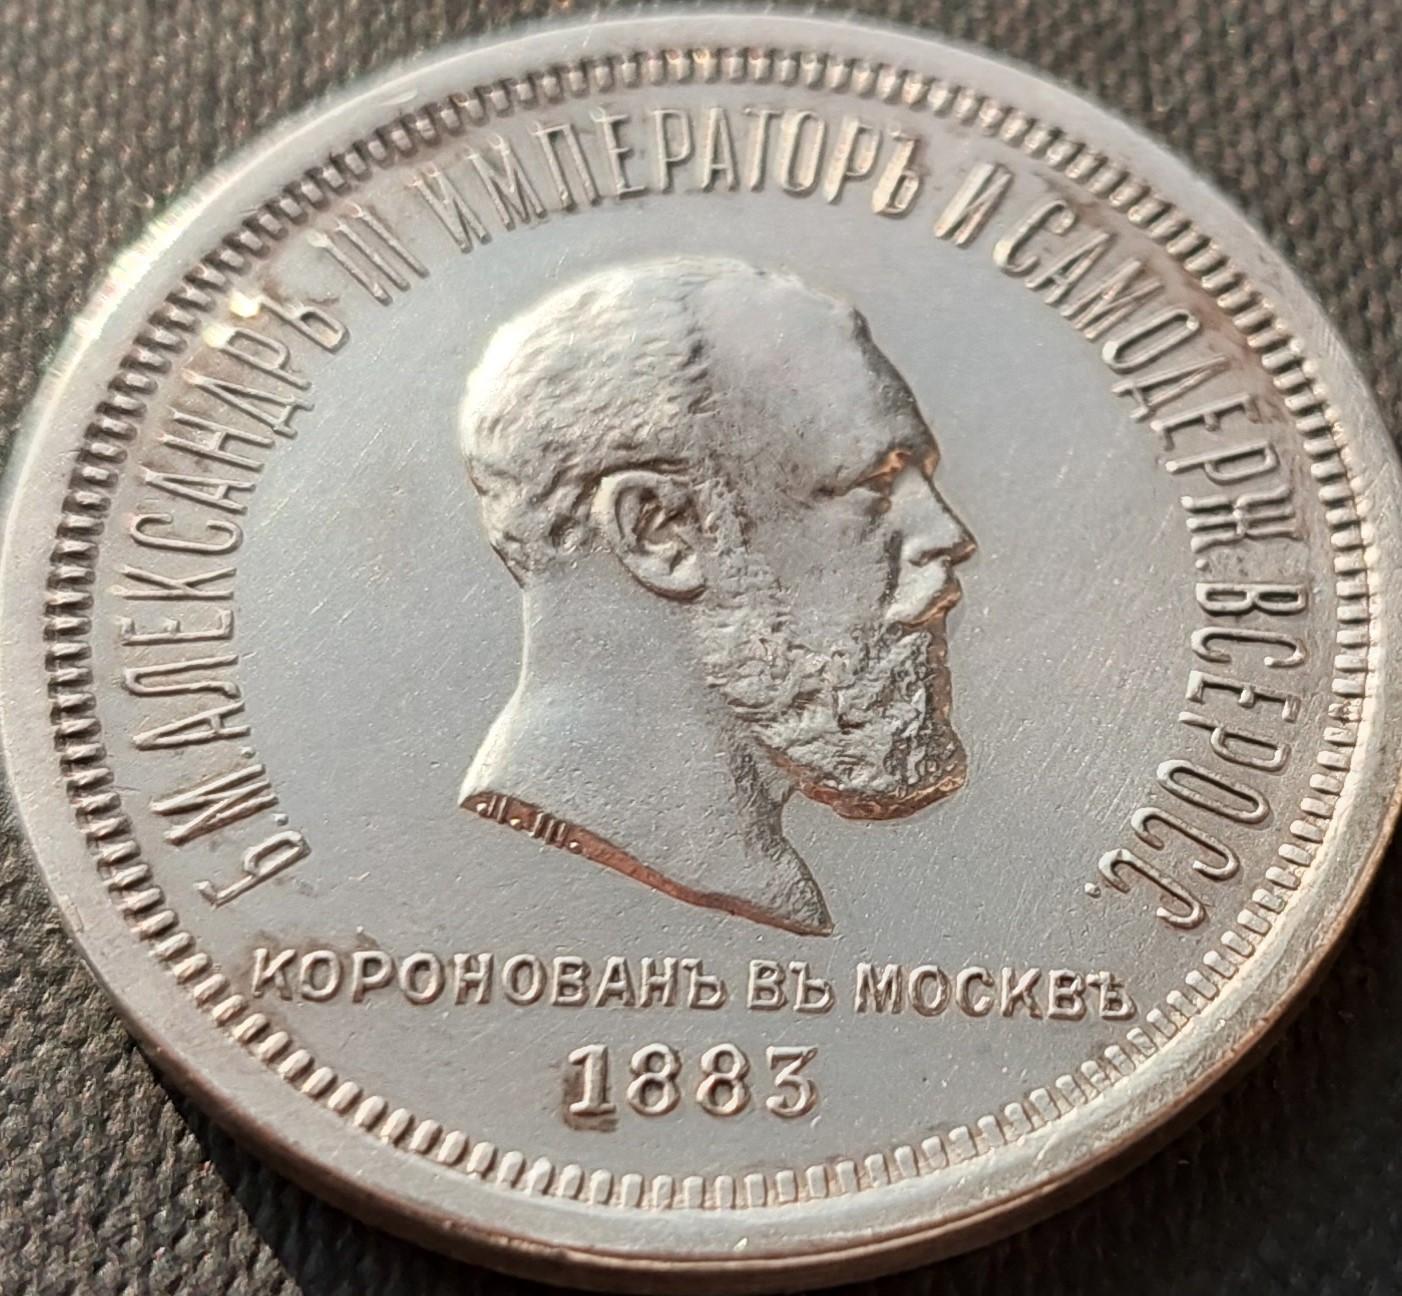 Б.М.АЛЕКСАНДРЪ III ИМПЕРАТОРЪ И САМОДЕРЖ.ВСЕРОСС.
Л.Ш.
КОРОНОВАНЪ ВЪ МОСКВѢ
1883